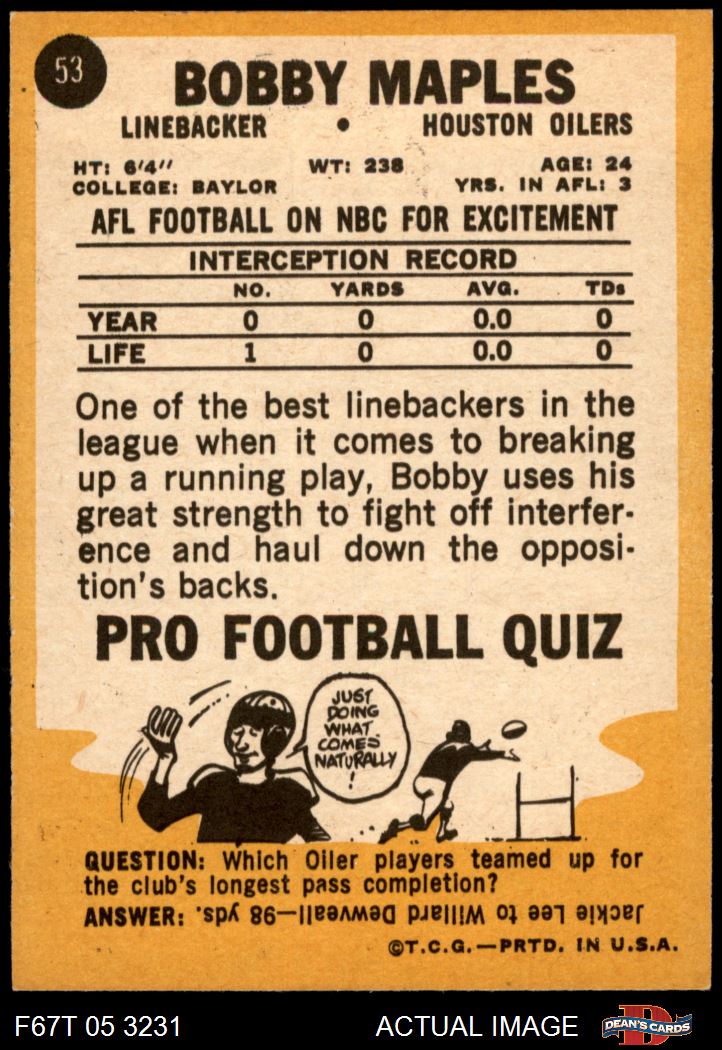 53
BOBBY MAPLES
LINEBACKER • HOUSTON OILERS
HT: 6'4" WT: 238 AGE: 24
COLLEGE: BAYLOR YRS. IN AFL: 3
AFL FOOTBALL ON NBC FOR EXCITEMENT
INTERCEPTION RECORD
NO. YARDS AVG. TDs
YEAR 0 0 0.0 0
LIFE 1 0 0.0 0
One of the best linebackers in the
league when it comes to breaking
up a running play, Bobby uses his
great strength to fight off interfer-
ence and haul down the opposi-
tion's backs.
PRO FOOTBALL QUIZ
JUST
DOING
WHAT
COMES
NATURALLY
!
QUESTION: Which Oiler players teamed up for
the club's longest pass completion?
ANSWER: Jackie Lee to Willard Dewveall—98 yds.
©T.C.G.—PRTD. IN U.S.A.
F67T 05 3231 ACTUAL IMAGE D DEAN'S CARDS